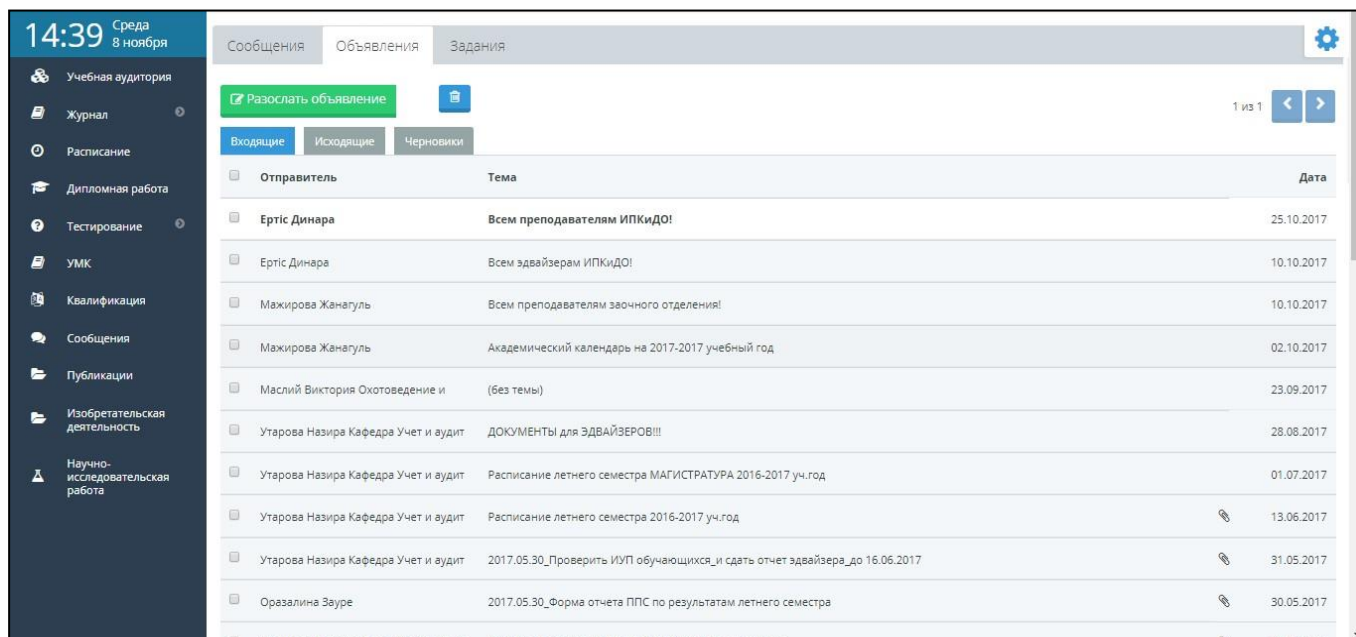 14:39 Среда
8 ноября
Сообщения Объявления Задания
Учебная аудитория
Журнал
Расписание
Дипломная работа
Тестирование
УМК
Квалификация
Сообщения
Публикации
Изобретательская
деятельность
Научно-
исследовательская
работа
Разослать объявление
1 из 1
Входящие Исходящие Черновики
Отправитель Тема Дата
Ертіс Динара Всем преподавателям ИПКиДО! 25.10.2017
Ертіс Динара Всем эдвайзерам ИПКиДО! 10.10.2017
Мажирова Жанагуль Всем преподавателям заочного отделения! 10.10.2017
Мажирова Жанагуль Академический календарь на 2017-2017 учебный год 02.10.2017
Маслий Виктория Охотоведение и (без темы) 23.09.2017
Утарова Назира Кафедра Учет и аудит ДОКУМЕНТЫ для ЭДВАЙЗЕРОВ!!! 28.08.2017
Утарова Назира Кафедра Учет и аудит Расписание летнего семестра МАГИСТРАТУРА 2016-2017 уч.год 01.07.2017
Утарова Назира Кафедра Учет и аудит Расписание летнего семестра 2016-2017 уч.год 13.06.2017
Утарова Назира Кафедра Учет и аудит 2017.05.30_Проверить ИУП обучающихся_и сдать отчет эдвайзера_до 16.06.2017 31.05.2017
Оразалина Зауре 2017.05.30_Форма отчета ППС по результатам летнего семестра 30.05.2017